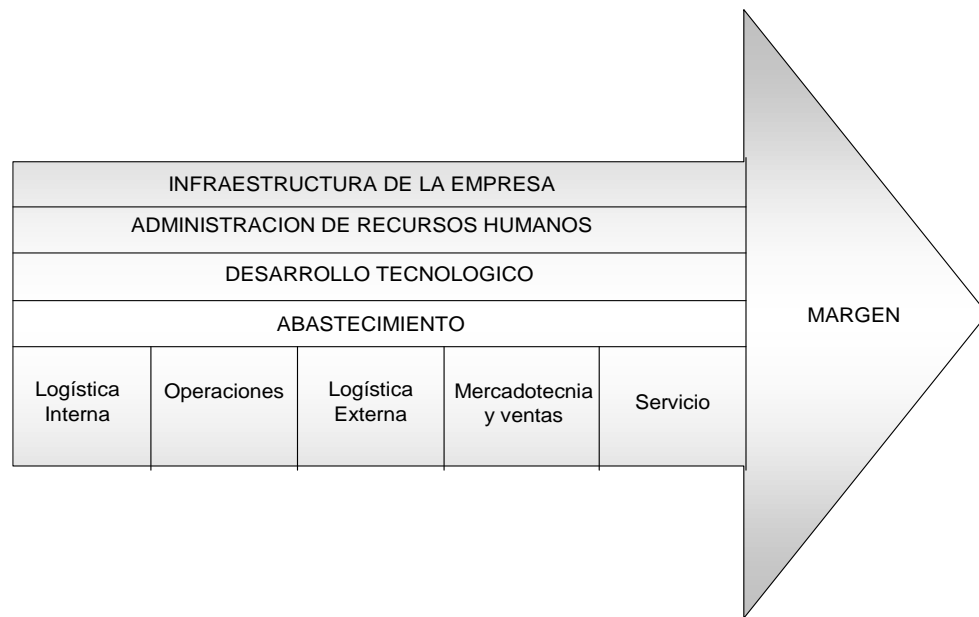 INFRAESTRUCTURA DE LA EMPRESA
ADMINISTRACION DE RECURSOS HUMANOS
DESARROLLO TECNOLOGICO
ABASTECIMIENTO
Logística
Interna
Operaciones
Logística
Externa
Mercadotecnia
y ventas
Servicio
MARGEN